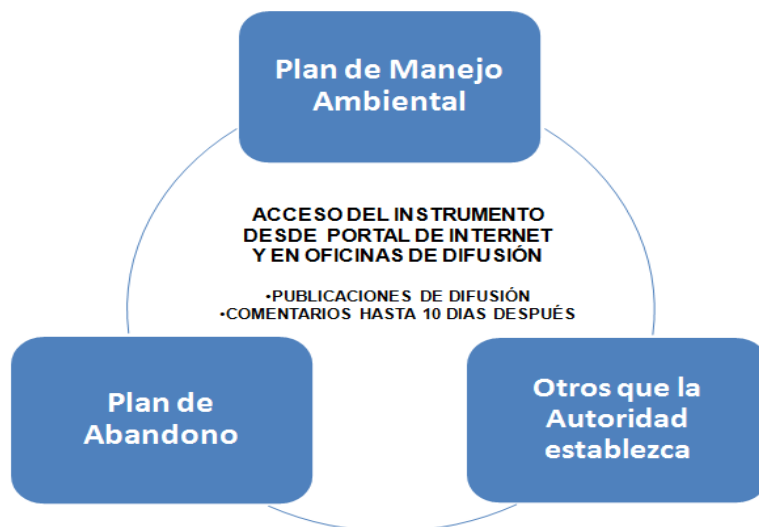 Plan de Manejo
Ambiental
ACCESO DEL INSTRUMENTO
DESDE PORTAL DE INTERNET
Y EN OFICINAS DE DIFUSIÓN
•PUBLICACIONES DE DIFUSIÓN
•COMENTARIOS HASTA 10 DIAS DESPUÉS
Plan de
Abandono
Otros que la
Autoridad
establezca